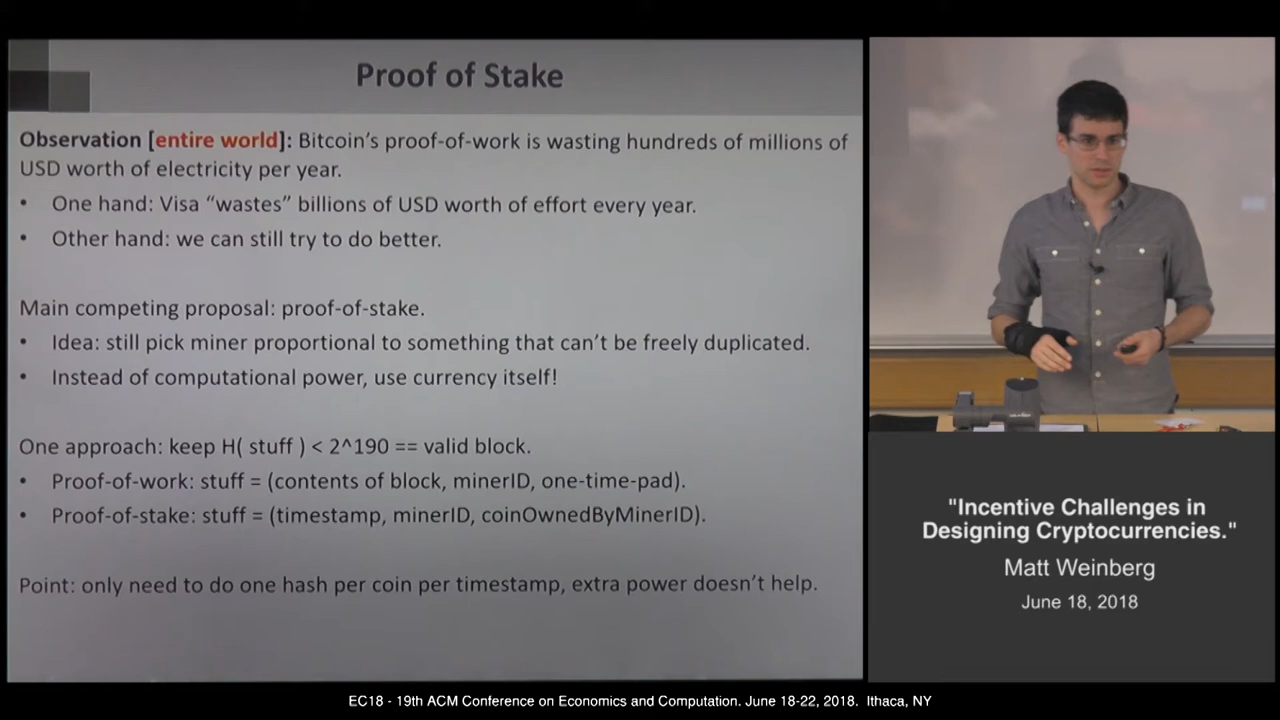 Proof of Stake
Observation [entire world]: Bitcoin's proof-of-work is wasting hundreds of millions of
USD worth of electricity per year.
• One hand: Visa “wastes” billions of USD worth of effort every year.
• Other hand: we can still try to do better.
Main competing proposal: proof-of-stake.
• Idea: still pick miner proportional to something that can't be freely duplicated.
• Instead of computational power, use currency itself!
One approach: keep H( stuff ) < 2^190 == valid block.
• Proof-of-work: stuff = (contents of block, minerID, one-time-pad).
• Proof-of-stake: stuff = (timestamp, minerID, coinOwnedByMinerID).
Point: only need to do one hash per coin per timestamp, extra power doesn't help.
"Incentive Challenges in
Designing Cryptocurrencies."
Matt Weinberg
June 18, 2018
EC18 - 19th ACM Conference on Economics and Computation. June 18-22, 2018. Ithaca, NY